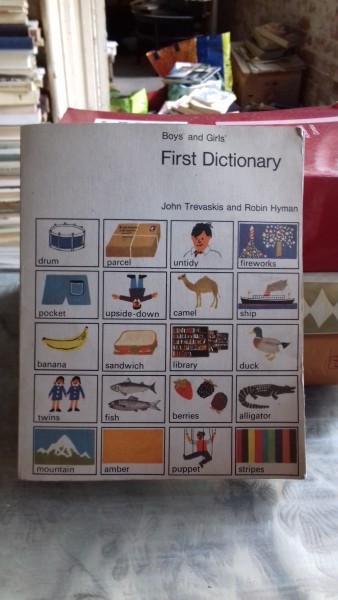 Boys' and Girls'
First Dictionary
John Trevaskis and Robin Hyman
drum
parcel
untidy
fireworks
pocket
upside-down
camel
ship
banana
sandwich
library
duck
twins
fish
berries
alligator
mountain
amber
puppet
stripes